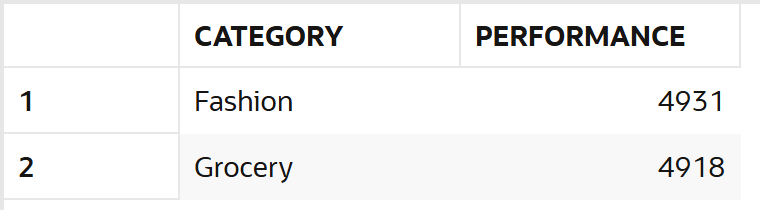 CATEGORY PERFORMANCE
1 Fashion 4931
2 Grocery 4918